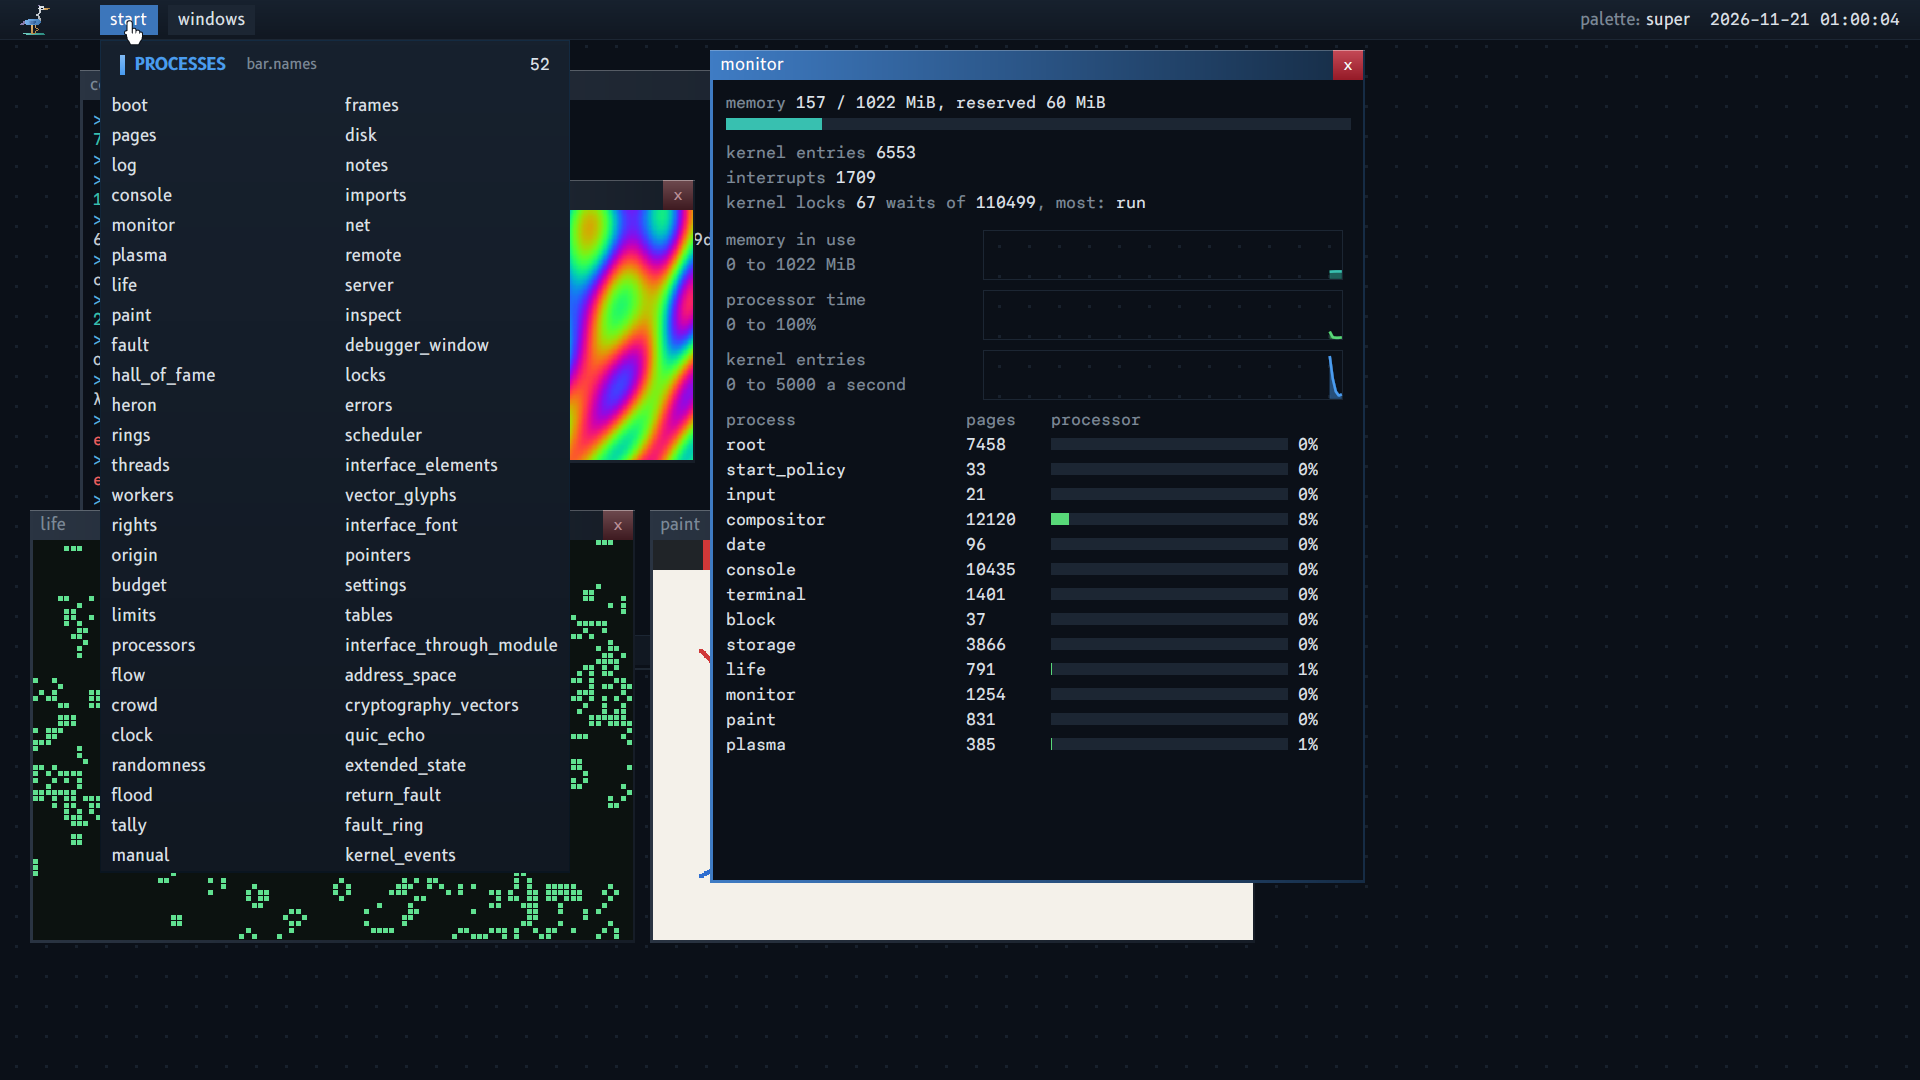 start windows palette: super 2026-11-21 01:00:04
PROCESSES bar.names 52
boot frames
pages disk
log notes
console imports
monitor net
plasma remote
life server
paint inspect
fault debugger_window
hall_of_fame locks
heron errors
rings scheduler
threads interface_elements
workers vector_glyphs
rights interface_font
origin pointers
budget settings
limits tables
processors interface_through_module
flow address_space
crowd cryptography_vectors
clock quic_echo
randomness extended_state
flood return_fault
tally fault_ring
manual kernel_events
x
life x
paint
monitor x
memory 157 / 1022 MiB, reserved 60 MiB
kernel entries 6553
interrupts 1709
kernel locks 67 waits of 110499, most: run
memory in use
0 to 1022 MiB
processor time
0 to 100%
kernel entries
0 to 5000 a second
process pages processor
root 7458 0%
start_policy 33 0%
input 21 0%
compositor 12120 8%
date 96 0%
console 10435 0%
terminal 1401 0%
block 37 0%
storage 3866 0%
life 791 1%
monitor 1254 0%
paint 831 0%
plasma 385 1%